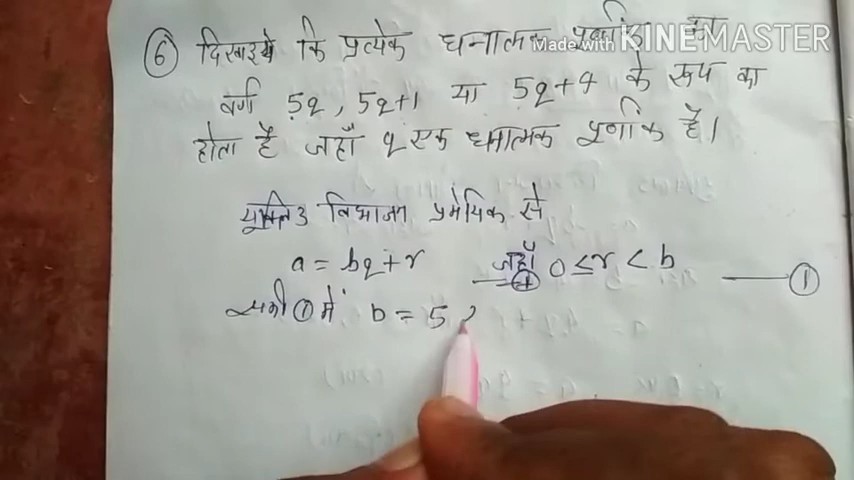 Made with KINEMASTER
⑥ दिखाइये कि प्रत्येक धनात्मक पूर्णांक का
वर्ग 5q, 5q+1 या 5q+4 के रूप का
होता है जहाँ q एक धनात्मक पूर्णांक है।
यूक्लिड विभाजन प्रमेयिका से
a = bq + r जहाँ 0 ≤ r < b ——— ①
समी ① में b = 5